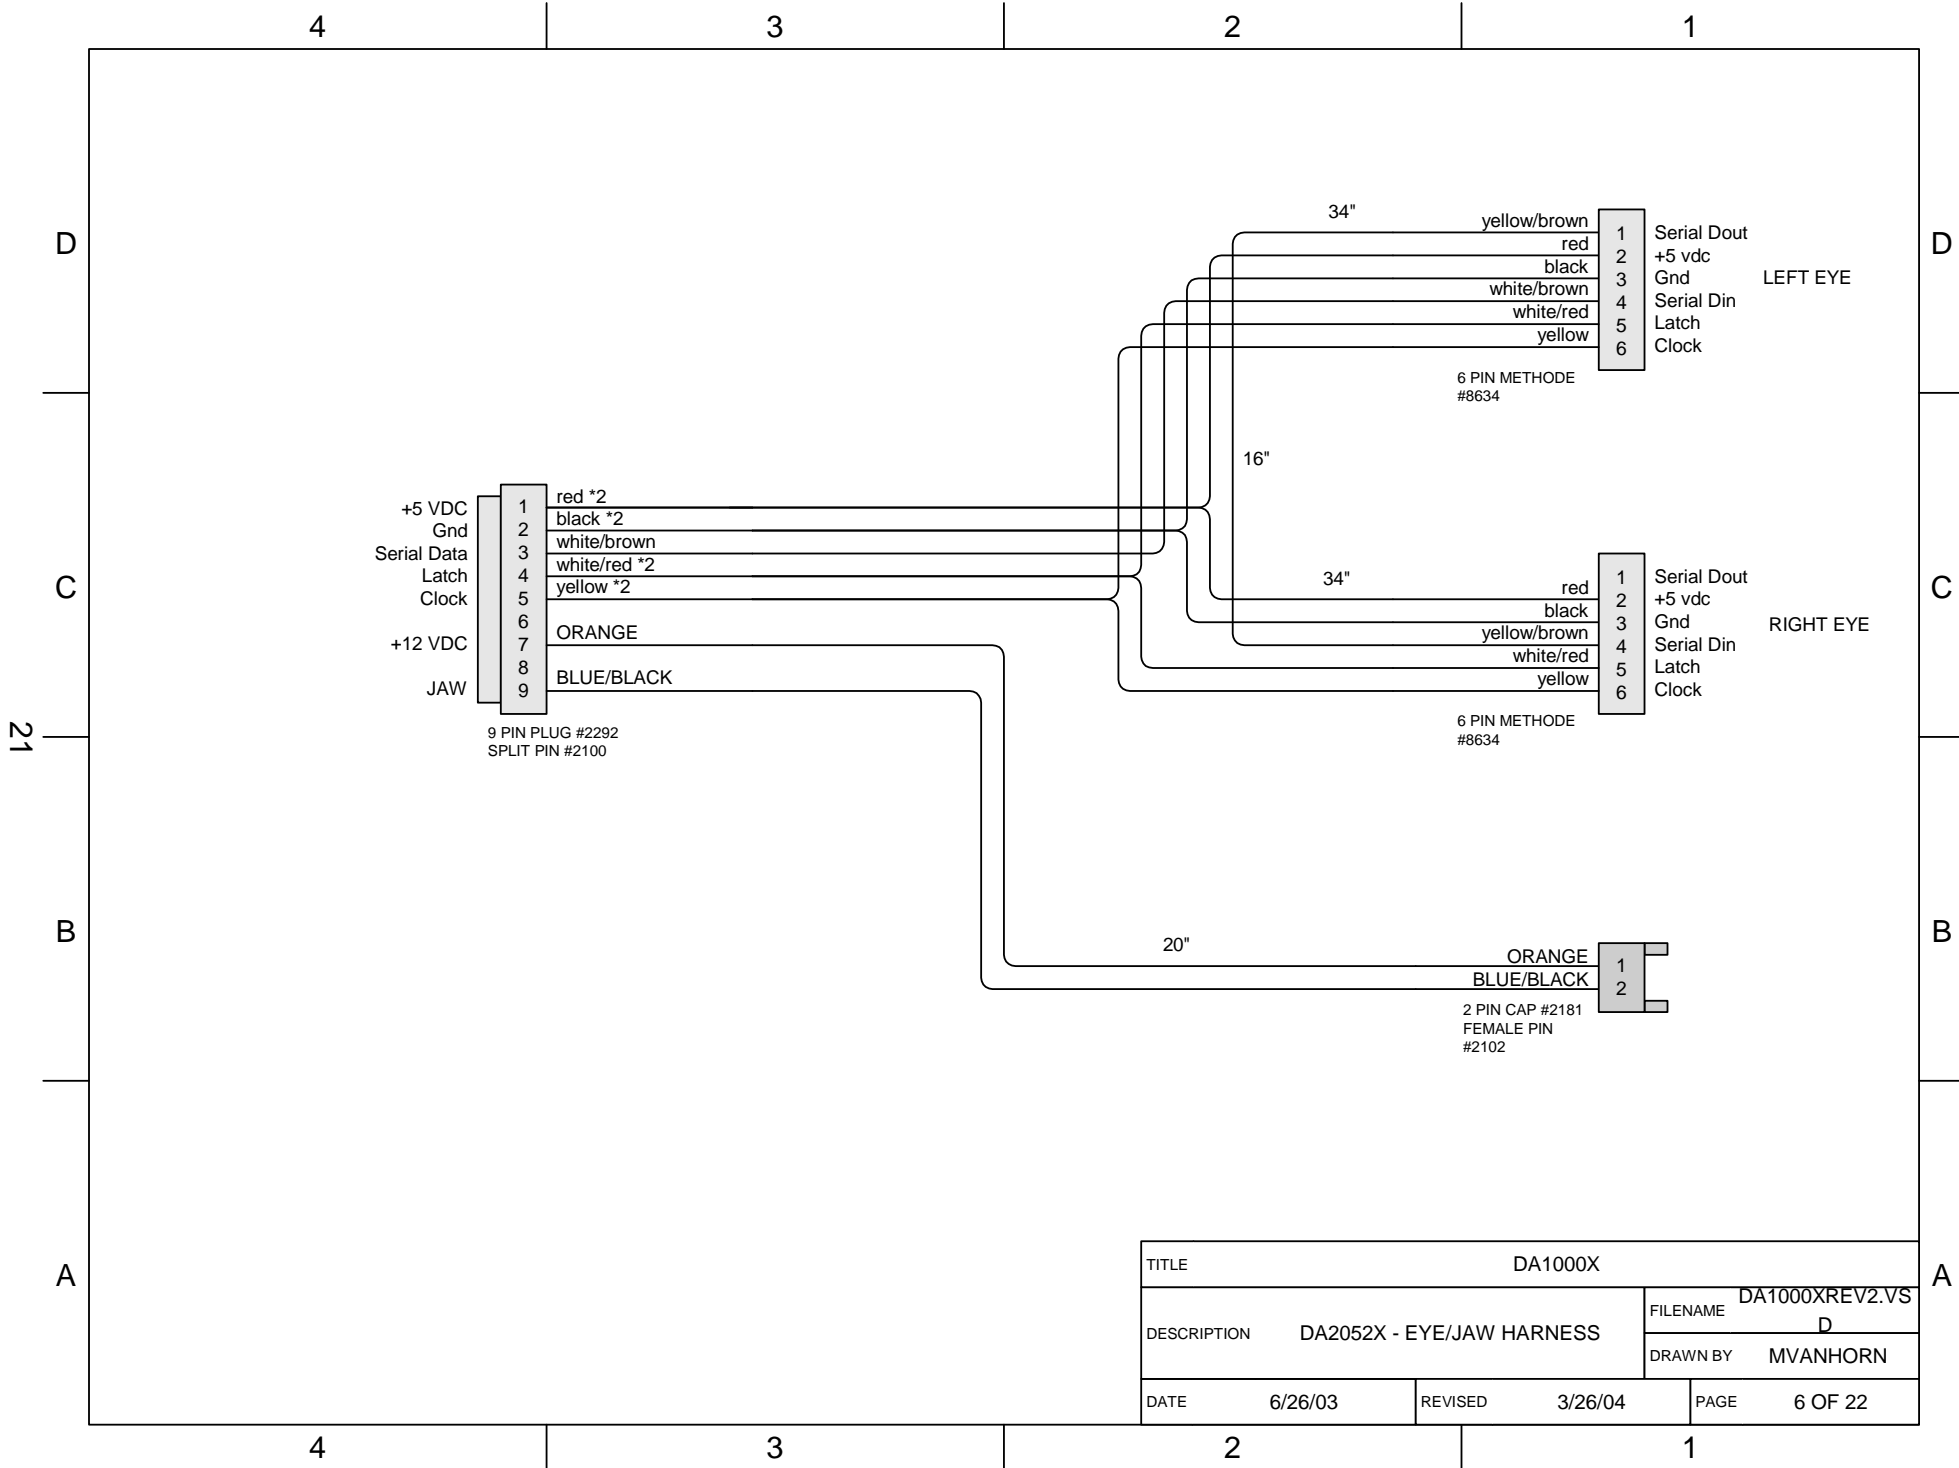 4 3 2 1
D
D
C
C
B
B
A
A
21
34"
yellow/brown
red
black
white/brown
white/red
yellow
1
2
3
4
5
6
Serial Dout
+5 vdc
Gnd
Serial Din
Latch
Clock
LEFT EYE
6 PIN METHODE
#8634
16"
+5 VDC
Gnd
Serial Data
Latch
Clock
+12 VDC
JAW
1
2
3
4
5
6
7
8
9
red *2
black *2
white/brown
white/red *2
yellow *2
ORANGE
BLUE/BLACK
9 PIN PLUG #2292
SPLIT PIN #2100
34"
red
black
yellow/brown
white/red
yellow
1
2
3
4
5
6
Serial Dout
+5 vdc
Gnd
Serial Din
Latch
Clock
RIGHT EYE
6 PIN METHODE
#8634
20"
ORANGE
BLUE/BLACK
1
2
2 PIN CAP #2181
FEMALE PIN
#2102
TITLE DA1000X
DESCRIPTION DA2052X - EYE/JAW HARNESS
FILENAME DA1000XREV2.VS
D
DRAWN BY MVANHORN
DATE 6/26/03 REVISED 3/26/04 PAGE 6 OF 22
4 3 2 1